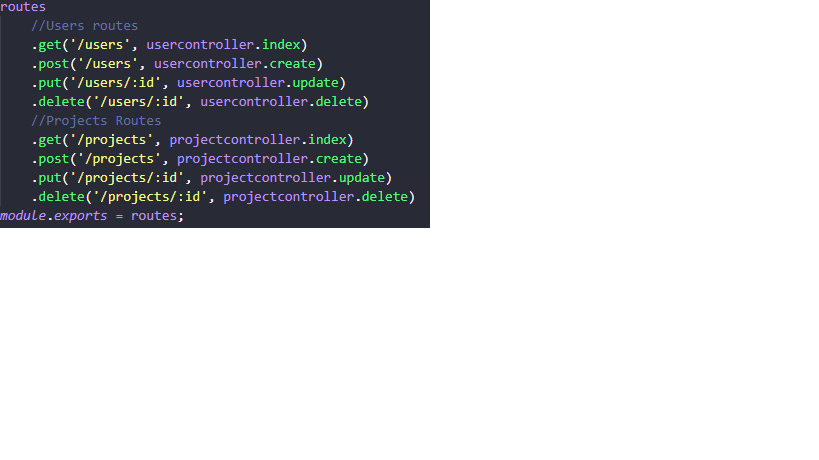 routes
//Users routes
.get('/users', usercontroller.index)
.post('/users', usercontroller.create)
.put('/users/:id', usercontroller.update)
.delete('/users/:id', usercontroller.delete)
//Projects Routes
.get('/projects', projectcontroller.index)
.post('/projects', projectcontroller.create)
.put('/projects/:id', projectcontroller.update)
.delete('/projects/:id', projectcontroller.delete)
module.exports = routes;